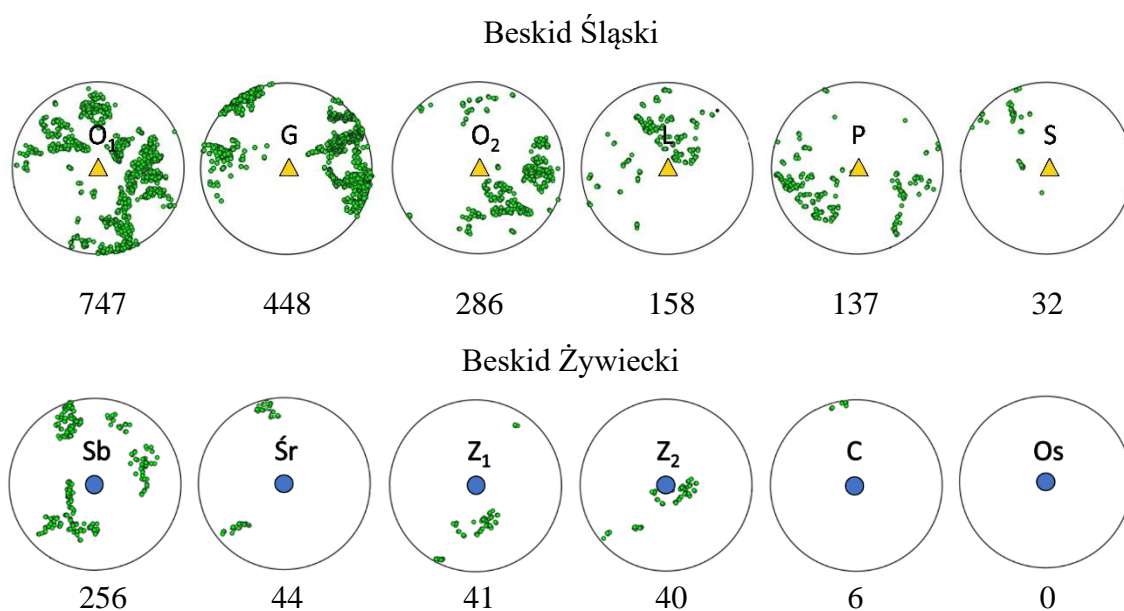 Beskid Śląski
O₁ G O₂ L P S
747 448 286 158 137 32
Beskid Żywiecki
Sb Śr Z₁ Z₂ C Os
256 44 41 40 6 0